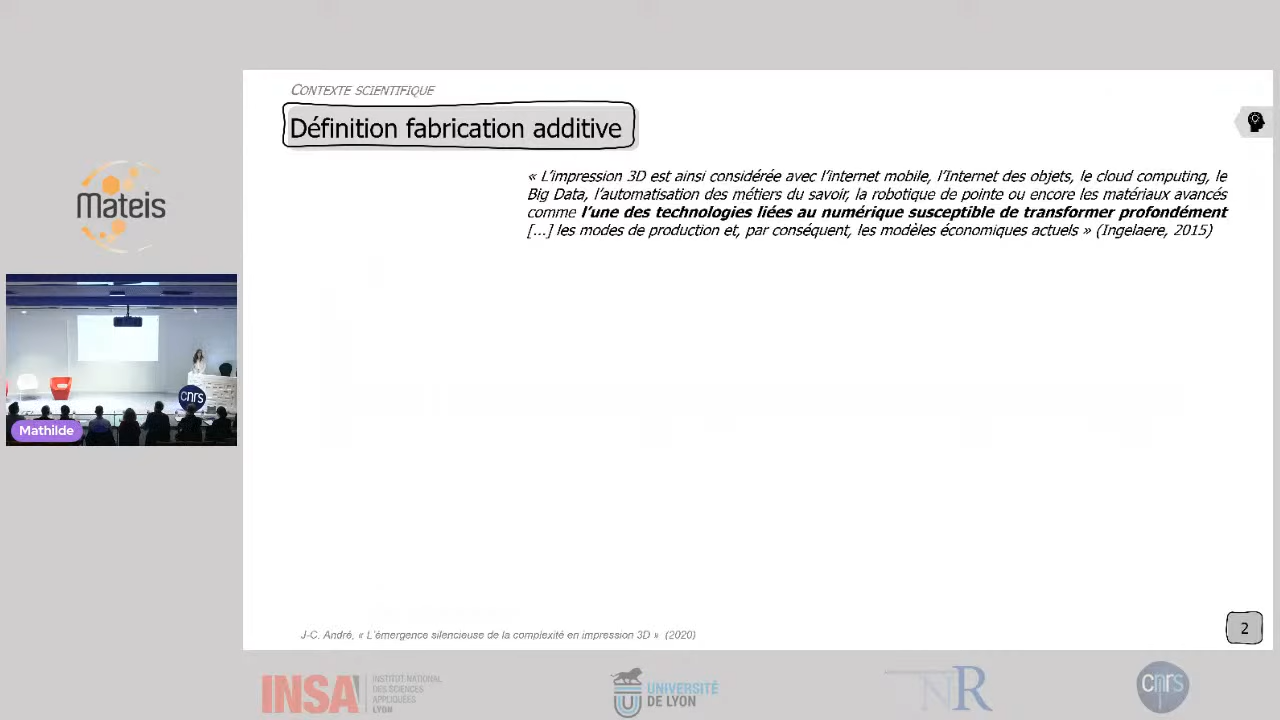 CONTEXTE SCIENTIFIQUE
Définition fabrication additive
« L'impression 3D est ainsi considérée avec l'internet mobile, l'Internet des objets, le cloud computing, le
Big Data, l'automatisation des métiers du savoir, la robotique de pointe ou encore les matériaux avancés
comme l'une des technologies liées au numérique susceptible de transformer profondément
[...] les modes de production et, par conséquent, les modèles économiques actuels » (Ingelaere, 2015)
Mateis
cnrs
Mathilde
J-C. André, « L'émergence silencieuse de la complexité en impression 3D » (2020)
2
INSA
INSTITUT NATIONAL
DES SCIENCES
APPLIQUÉES
LYON
UNIVERSITÉ
DE LYON
NR
cnrs